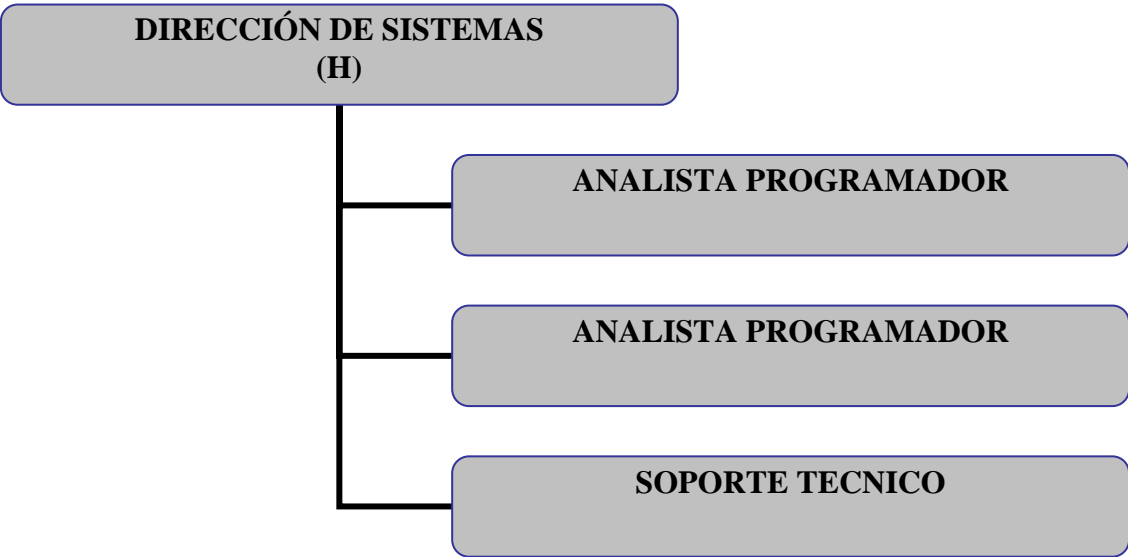 DIRECCIÓN DE SISTEMAS
(H)
ANALISTA PROGRAMADOR
ANALISTA PROGRAMADOR
SOPORTE TECNICO